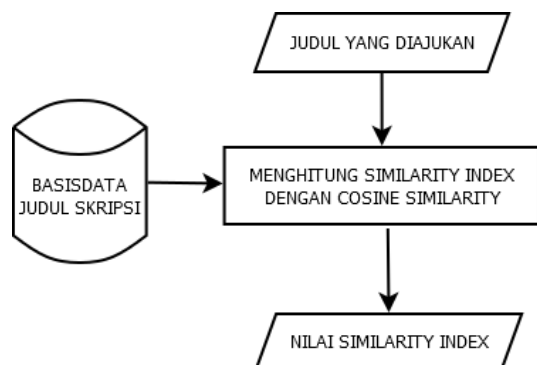 JUDUL YANG DIAJUKAN
BASISDATA
JUDUL SKRIPSI
MENGHITUNG SIMILARITY INDEX
DENGAN COSINE SIMILARITY
NILAI SIMILARITY INDEX